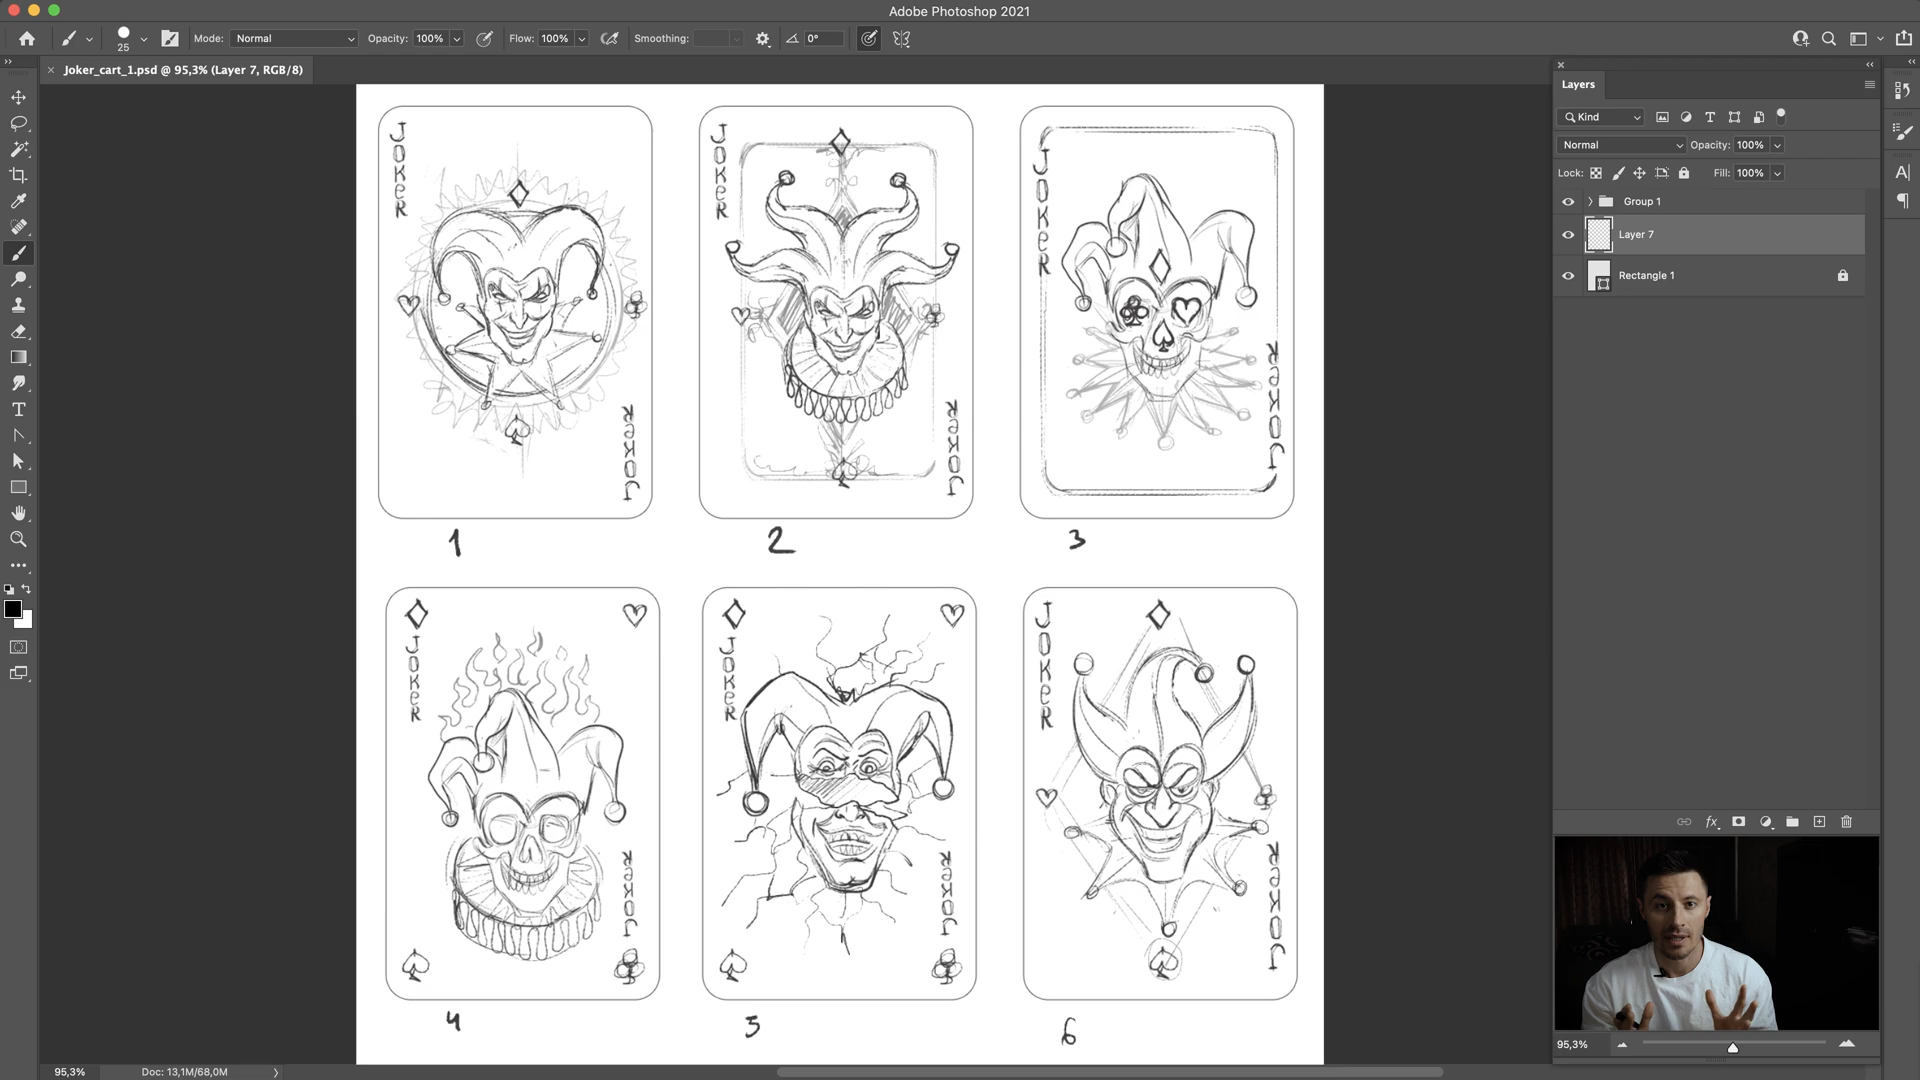 Adobe Photoshop 2021
25
Mode: Normal
Opacity: 100%
Flow: 100%
Smoothing:
0°
Joker_cart_1.psd @ 95,3% (Layer 7, RGB/8)
Layers
Kind
Normal
Opacity: 100%
Lock:
Fill: 100%
Group 1
Layer 7
Rectangle 1
JOKER
JOKER
JOKER
JOKER
JOKER
JOKER
1
2
3
JOKER
JOKER
JOKER
JOKER
JOKER
JOKER
4
5
6
95,3%
95,3%
Doc: 13,1M/68,0M